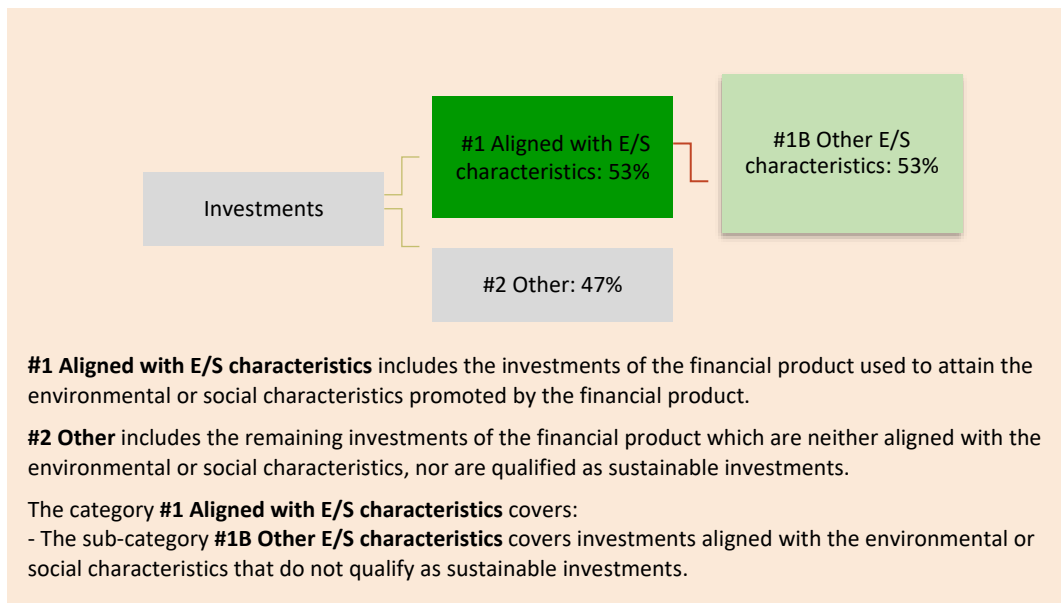 #1 Aligned with E/S
characteristics: 53%
#1B Other E/S
characteristics: 53%
Investments
#2 Other: 47%
#1 Aligned with E/S characteristics includes the investments of the financial product used to attain the
environmental or social characteristics promoted by the financial product.
#2 Other includes the remaining investments of the financial product which are neither aligned with the
environmental or social characteristics, nor are qualified as sustainable investments.
The category #1 Aligned with E/S characteristics covers:
- The sub-category #1B Other E/S characteristics covers investments aligned with the environmental or
social characteristics that do not qualify as sustainable investments.